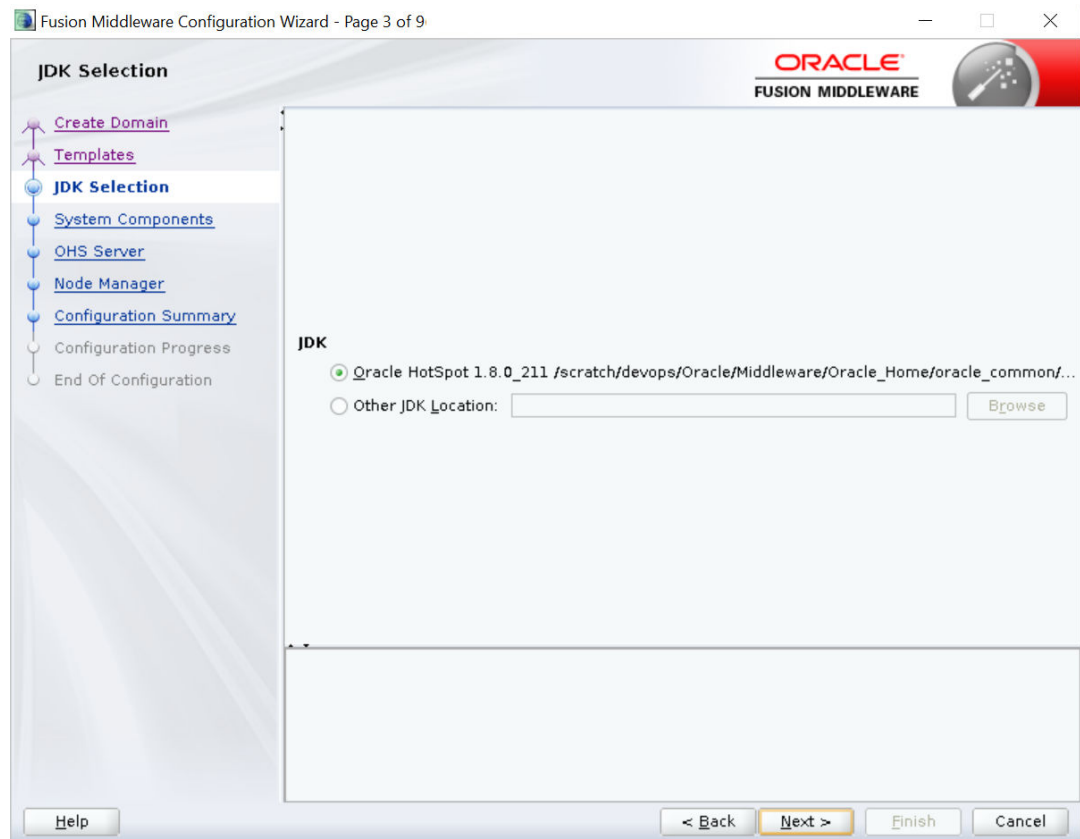 Fusion Middleware Configuration Wizard - Page 3 of 9
JDK Selection
ORACLE
FUSION MIDDLEWARE
Create Domain
Templates
JDK Selection
System Components
OHS Server
Node Manager
Configuration Summary
Configuration Progress
End Of Configuration
JDK
Oracle HotSpot 1.8.0_211 /scratch/devops/Oracle/Middleware/Oracle_Home/oracle_common/...
Other JDK Location:
Browse
Help
< Back
Next >
Finish
Cancel